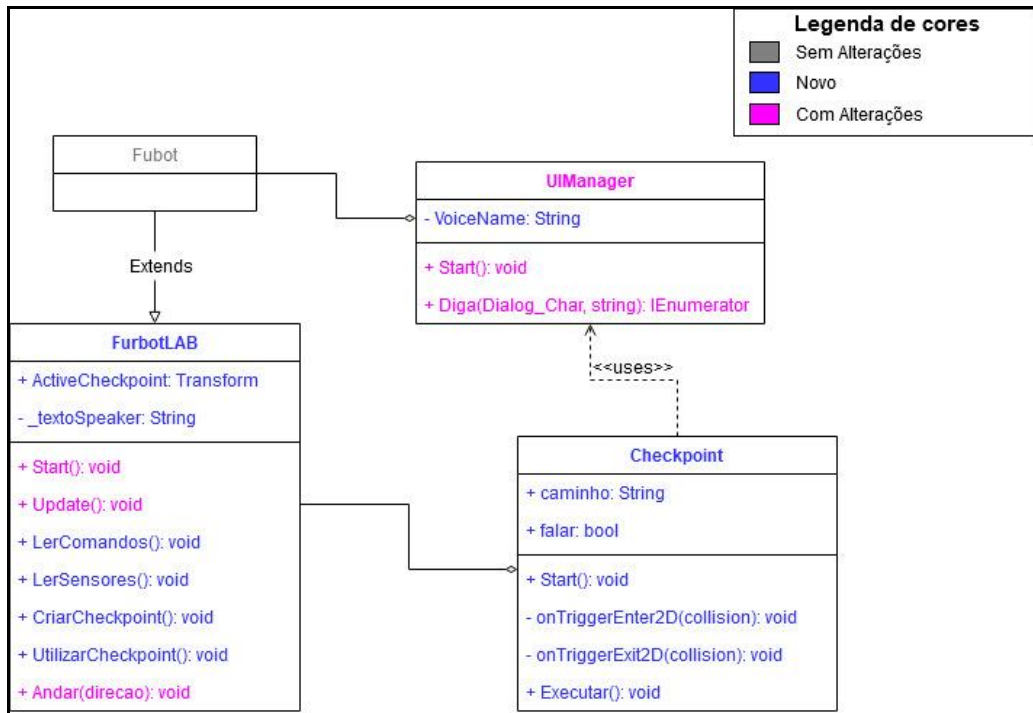 Legenda de cores
Sem Alterações
Novo
Com Alterações
Fubot
UIManager
- VoiceName: String
+ Start(): void
+ Diga(Dialog_Char, string): IEnumerator
Extends
FurbotLAB
+ ActiveCheckpoint: Transform
- _textoSpeaker: String
+ Start(): void
+ Update(): void
+ LerComandos(): void
+ LerSensores(): void
+ CriarCheckpoint(): void
+ UtilizarCheckpoint(): void
+ Andar(direcao): void
<<uses>>
Checkpoint
+ caminho: String
+ falar: bool
+ Start(): void
- onTriggerEnter2D(collision): void
- onTriggerExit2D(collision): void
+ Executar(): void